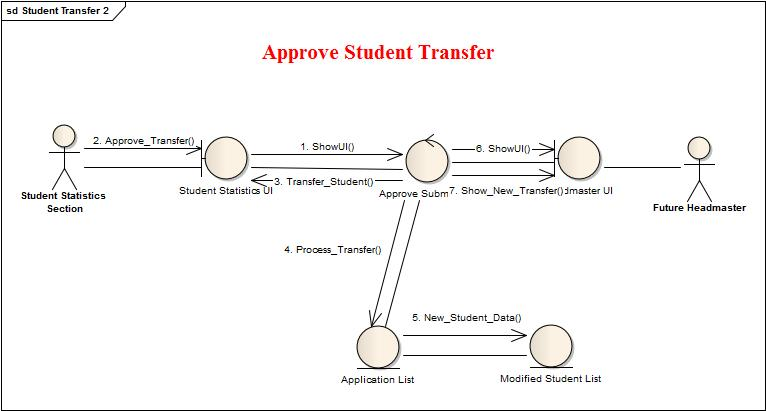 sd Student Transfer 2
Approve Student Transfer
2. Approve_Transfer()
1. ShowUI()
6. ShowUI()
Student Statistics UI
3. Transfer_Student()
Approve Subm
7. Show_New_Transfer()
dmaster UI
Student Statistics
Section
Future Headmaster
4. Process_Transfer()
5. New_Student_Data()
Application List
Modified Student List